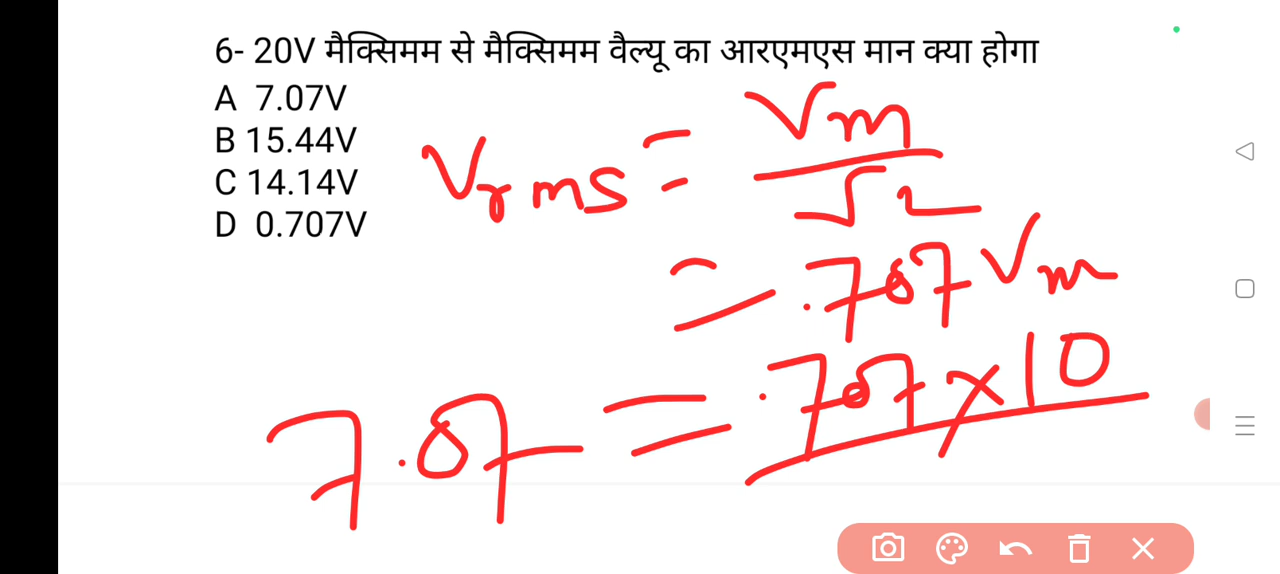 6- 20V मैक्सिमम से मैक्सिमम वैल्यू का आरएमएस मान क्या होगा
A 7.07V
B 15.44V
C 14.14V
D 0.707V
Vrms = Vm/√2
= .707 Vm
7.07 = .707 x 10